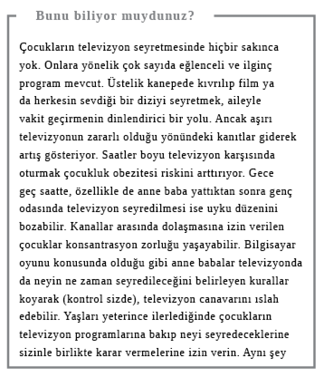 Bunu biliyor muydunuz?
Çocukların televizyon seyretmesinde hiçbir sakınca
yok. Onlara yönelik çok sayıda eğlenceli ve ilginç
program mevcut. Üstelik kanepede kıvrılıp film ya
da herkesin sevdiği bir diziyi seyretmek, aileyle
vakit geçirmenin dinlendirici bir yolu. Ancak aşırı
televizyonun zararlı olduğu yönündeki kanıtlar giderek
artış gösteriyor. Saatler boyu televizyon karşısında
oturmak çocukluk obezitesi riskini arttırıyor. Gece
geç saatte, özellikle de anne baba yattıktan sonra genç
odasında televizyon seyredilmesi ise uyku düzenini
bozabilir. Kanallar arasında dolaşmasına izin verilen
çocuklar konsantrasyon zorluğu yaşayabilir. Bilgisayar
oyunu konusunda olduğu gibi anne babalar televizyonda
da neyin ne zaman seyredileceğini belirleyen kurallar
koyarak (kontrol sizde), televizyon canavarını ıslah
edebilir. Yaşları yeterince ilerlediğinde çocukların
televizyon programlarına bakıp neyi seyredeceklerine
sizinle birlikte karar vermelerine izin verin. Aynı şey